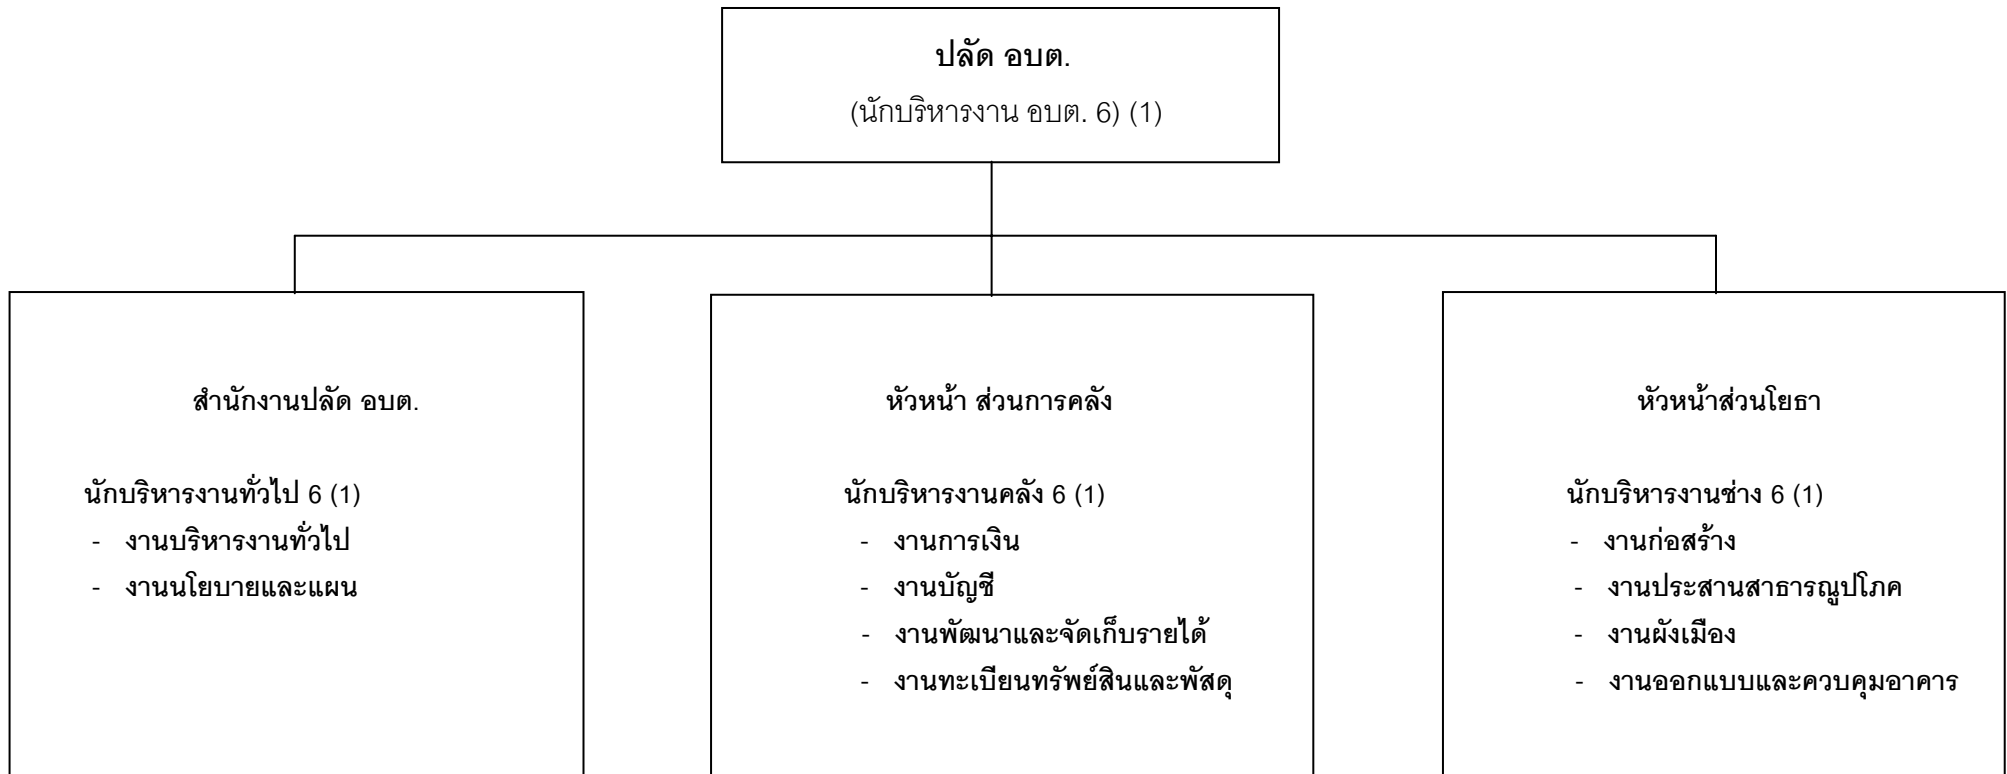 ปลัด อบต.
(นักบริหารงาน อบต. 6) (1)
สำนักงานปลัด อบต.
นักบริหารงานทั่วไป 6 (1)
- งานบริหารงานทั่วไป
- งานนโยบายและแผน
หัวหน้า ส่วนการคลัง
นักบริหารงานคลัง 6 (1)
- งานการเงิน
- งานบัญชี
- งานพัฒนาและจัดเก็บรายได้
- งานทะเบียนทรัพย์สินและพัสดุ
หัวหน้าส่วนโยธา
นักบริหารงานช่าง 6 (1)
- งานก่อสร้าง
- งานประสานสาธารณูปโภค
- งานผังเมือง
- งานออกแบบและควบคุมอาคาร